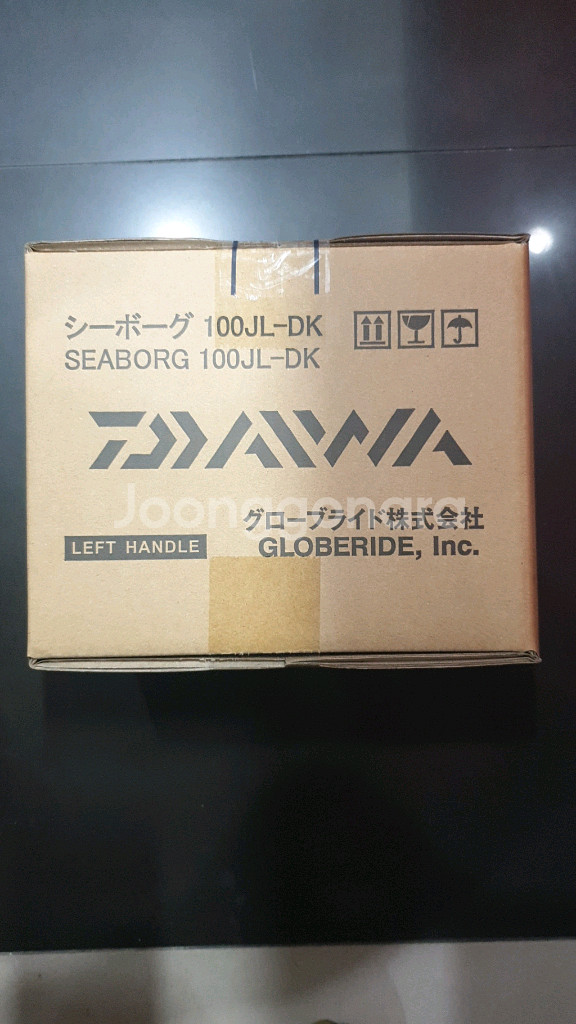 シーボーグ 100JL-DK
SEABORG 100JL-DK
DAIWA
Joonggonara
グローブライド株式会社
LEFT HANDLE
GLOBERIDE, Inc.